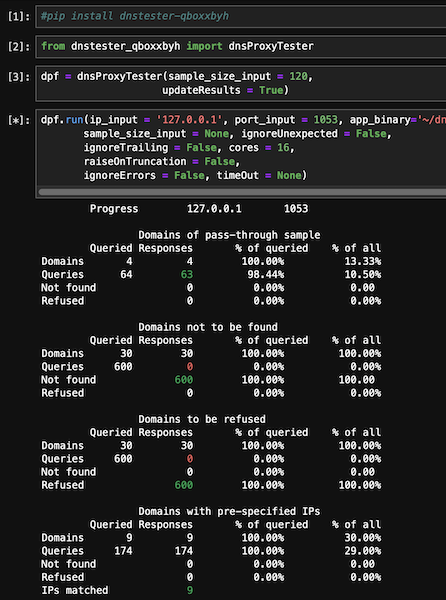 [1]: #pip install dnstester-qboxxbyh
[2]: from dnstester_qboxxbyh import dnsProxyTester
[3]: dpf = dnsProxyTester(sample_size_input = 120,
updateResults = True)
[*]: dpf.run(ip_input = '127.0.0.1', port_input = 1053, app_binary='~/dn
sample_size_input = None, ignoreUnexpected = False,
ignoreTrailing = False, cores = 16,
raiseOnTruncation = False,
ignoreErrors = False, timeOut = None)
Progress 127.0.0.1 1053
Domains of pass-through sample
Queried Responses % of queried % of all
Domains 4 4 100.00% 13.33%
Queries 64 63 98.44% 10.50%
Not found 0 0.00% 0.00
Refused 0 0.00% 0.00%
Domains not to be found
Queried Responses % of queried % of all
Domains 30 30 100.00% 100.00%
Queries 600 0 0.00% 0.00%
Not found 600 100.00% 100.00
Refused 0 0.00% 0.00%
Domains to be refused
Queried Responses % of queried % of all
Domains 30 30 100.00% 100.00%
Queries 600 0 0.00% 0.00%
Not found 0 0.00% 0.00
Refused 600 100.00% 100.00%
Domains with pre-specified IPs
Queried Responses % of queried % of all
Domains 9 9 100.00% 30.00%
Queries 174 174 100.00% 29.00%
Not found 0 0.00% 0.00
Refused 0 0.00% 0.00%
IPs matched 9